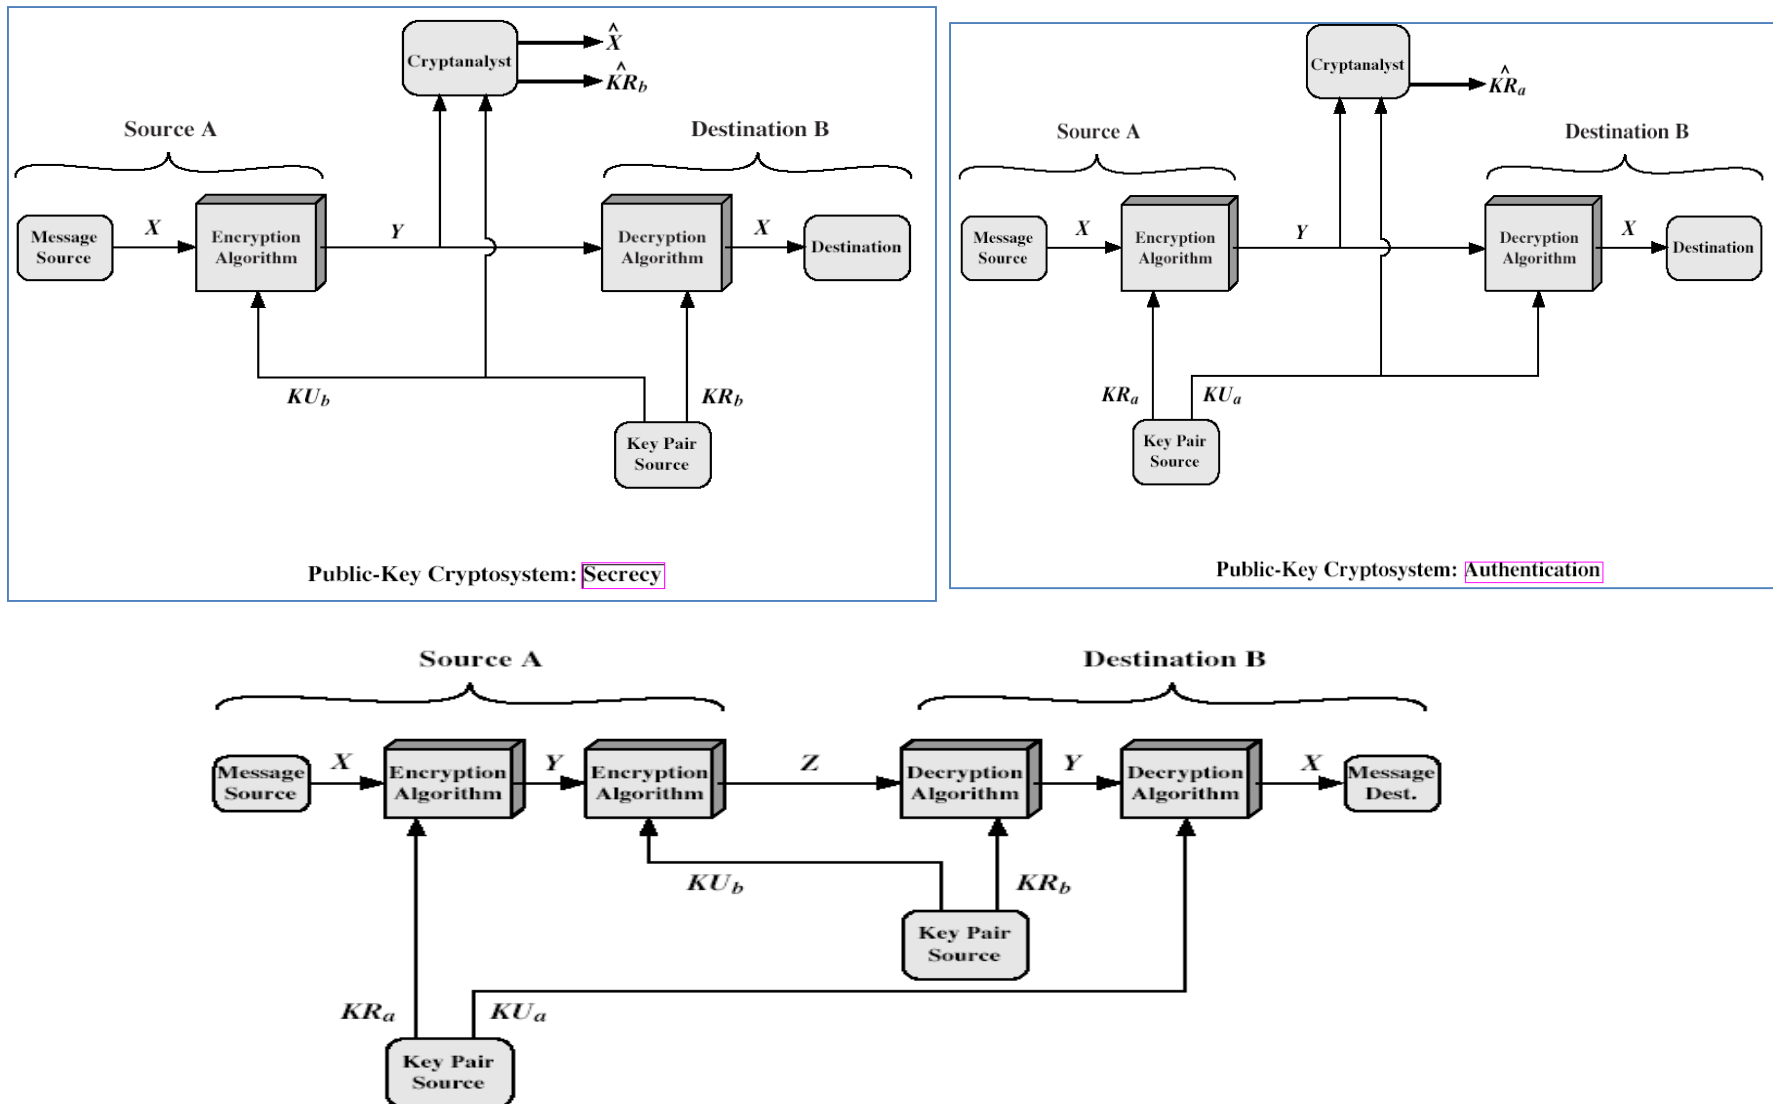 X̂
Cryptanalyst
K̂R_b
Source A
Destination B
Message
Source
X
Encryption
Algorithm
Y
Decryption
Algorithm
X
Destination
KU_b
KR_b
Key Pair
Source
Public-Key Cryptosystem: Secrecy
Cryptanalyst
K̂R_a
Source A
Destination B
Message
Source
X
Encryption
Algorithm
Y
Decryption
Algorithm
X
Destination
KR_a
KU_a
Key Pair
Source
Public-Key Cryptosystem: Authentication
Source A
Destination B
Message
Source
X
Encryption
Algorithm
Y
Encryption
Algorithm
Z
Decryption
Algorithm
Y
Decryption
Algorithm
X
Message
Dest.
KU_b
KR_b
Key Pair
Source
KR_a
KU_a
Key Pair
Source